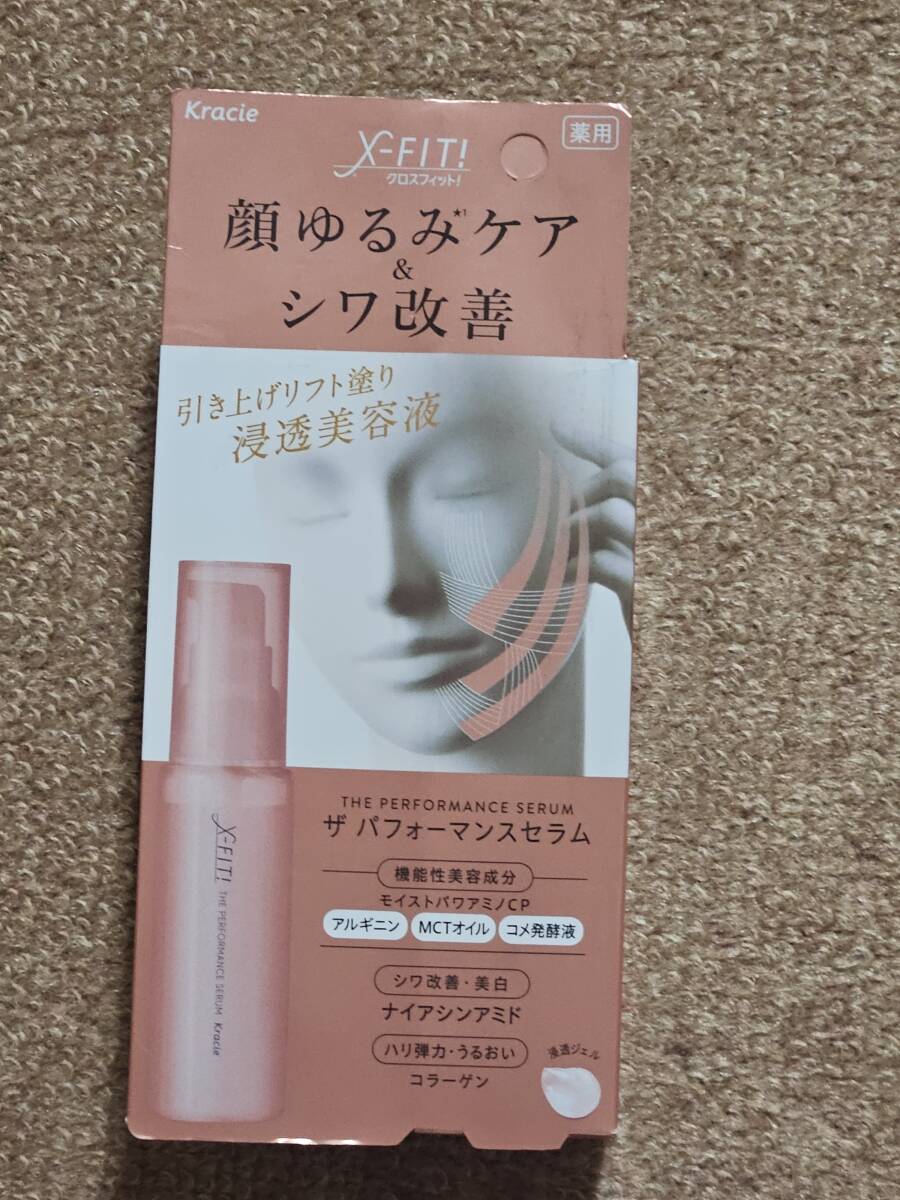 Kracie
薬用
X-FIT!
クロスフィット!
顔ゆるみ★1ケア
&
シワ改善
引き上げリフト塗り
浸透美容液
THE PERFORMANCE SERUM
ザ パフォーマンスセラム
機能性美容成分
モイストパワアミノCP
アルギニン MCTオイル コメ発酵液
シワ改善・美白
ナイアシンアミド
ハリ弾力・うるおい
コラーゲン
浸透ジェル
X-FIT! THE PERFORMANCE SERUM Kracie